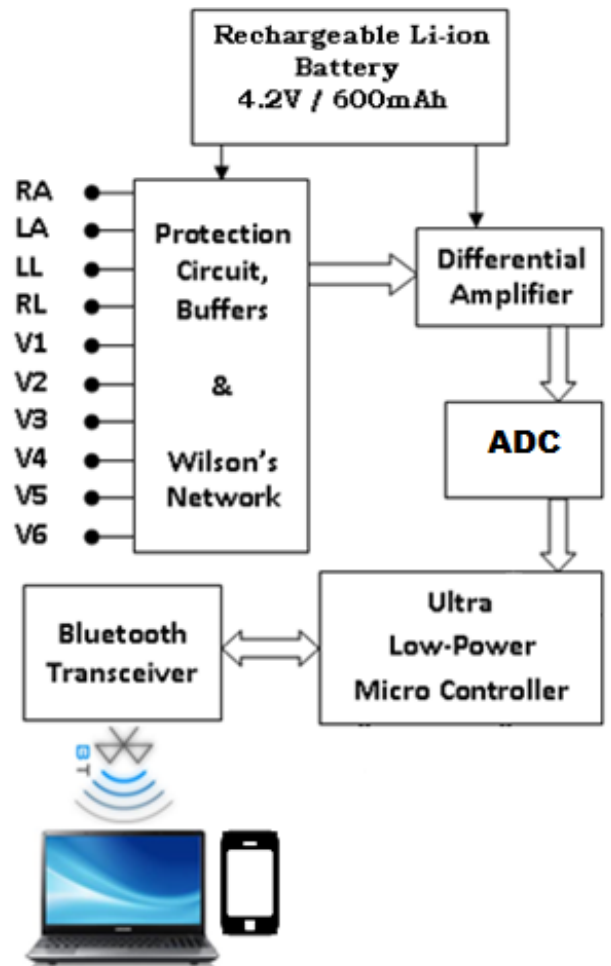 Rechargeable Li-ion
Battery
4.2V / 600mAh
RA
LA
LL
RL
V1
V2
V3
V4
V5
V6
Protection
Circuit,
Buffers
&
Wilson's
Network
Differential
Amplifier
ADC
Ultra
Low-Power
Micro Controller
Bluetooth
Transceiver
BT